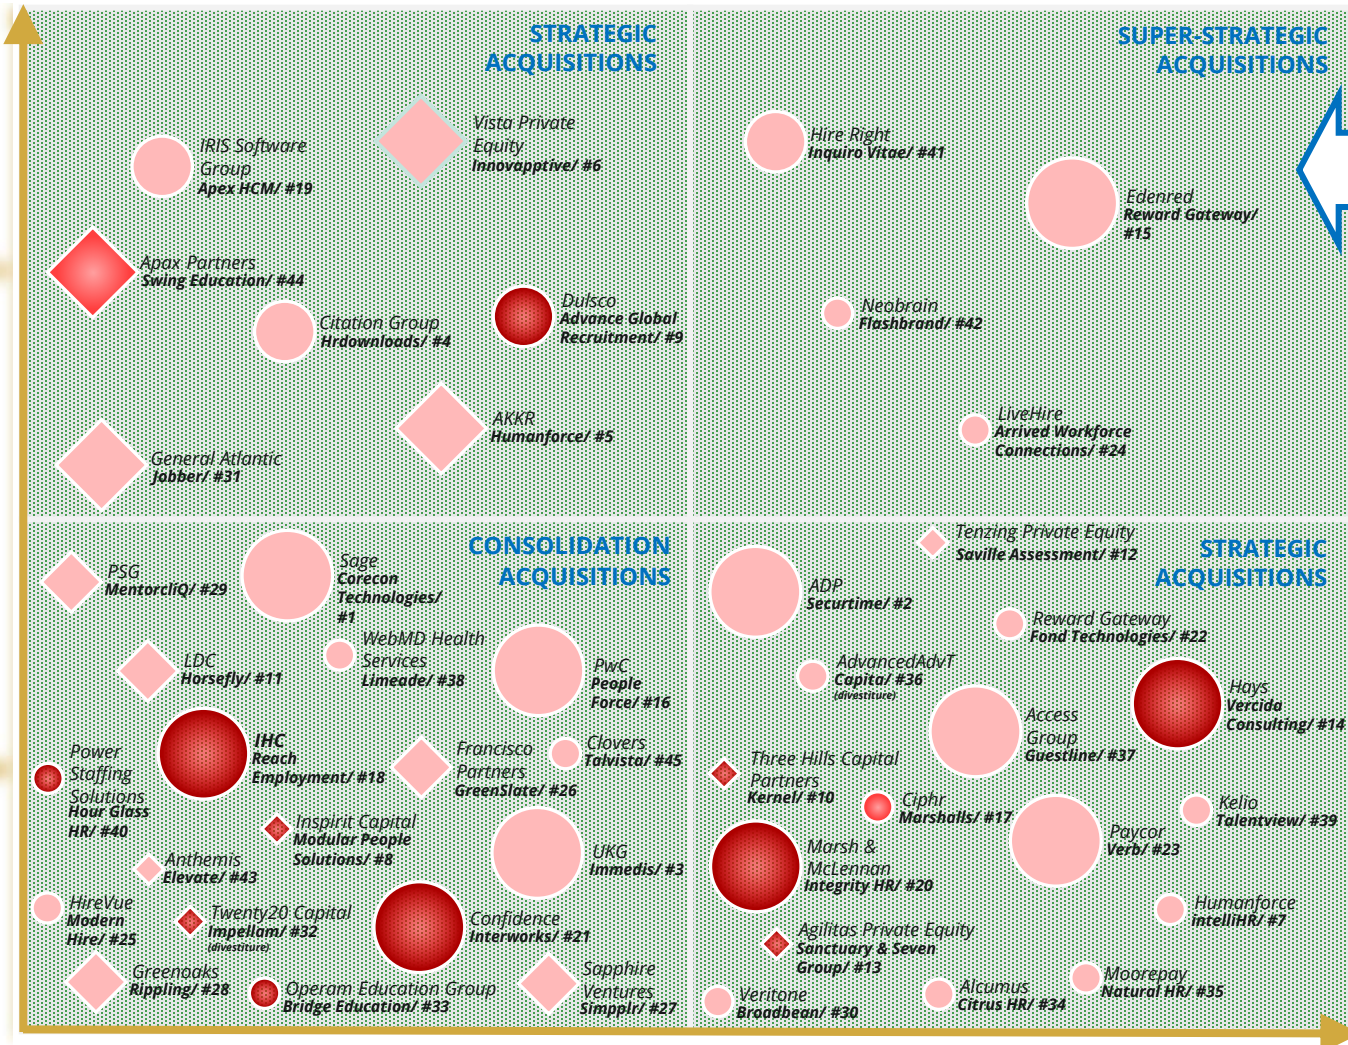 STRATEGIC
ACQUISITIONS
IRIS Software
Group
Apex HCM/ #19
Vista Private
Equity
Innovapptive/ #6
Apax Partners
Swing Education/ #44
Citation Group
Hrdownloads/ #4
Dulsco
Advance Global
Recruitment/ #9
AKKR
Humanforce/ #5
General Atlantic
Jobber/ #31
SUPER-STRATEGIC
ACQUISITIONS
Hire Right
Inquiro Vitae/ #41
Edenred
Reward Gateway/
#15
Neobrain
Flashbrand/ #42
LiveHire
Arrived Workforce
Connections/ #24
CONSOLIDATION
ACQUISITIONS
PSG
MentorcliQ/ #29
Sage
Corecon
Technologies/
#1
WebMD Health
Services
Limeade/ #38
LDC
Horsefly/ #11
PwC
People
Force/ #16
IHC
Reach
Employment/ #18
Power
Staffing
Solutions
Hour Glass
HR/ #40
Francisco
Partners
GreenSlate/ #26
Clovers
Talvista/ #45
Inspirit Capital
Modular People
Solutions/ #8
UKG
Immedis/ #3
Anthemis
Elevate/ #43
HireVue
Modern
Hire/ #25
Twenty20 Capital
Impellam/ #32
(divestiture)
Confidence
Interworks/ #21
Greenoaks
Rippling/ #28
Operam Education Group
Bridge Education/ #33
Sapphire
Ventures
Simpplr/ #27
STRATEGIC
ACQUISITIONS
Tenzing Private Equity
Saville Assessment/ #12
ADP
Securtime/ #2
Reward Gateway
Fond Technologies/ #22
AdvancedAdvT
Capita/ #36
(divestiture)
Hays
Vercida
Consulting/ #14
Access
Group
Guestline/ #37
Three Hills Capital
Partners
Kernel/ #10
Ciphr
Marshalls/ #17
Kelio
Talentview/ #39
Paycor
Verb/ #23
Marsh &
McLennan
Integrity HR/ #20
Humanforce
intelliHR/ #7
Agilitas Private Equity
Sanctuary & Seven
Group/ #13
Veritone
Broadbean/ #30
Alcumus
Citrus HR/ #34
Moorepay
Natural HR/ #35